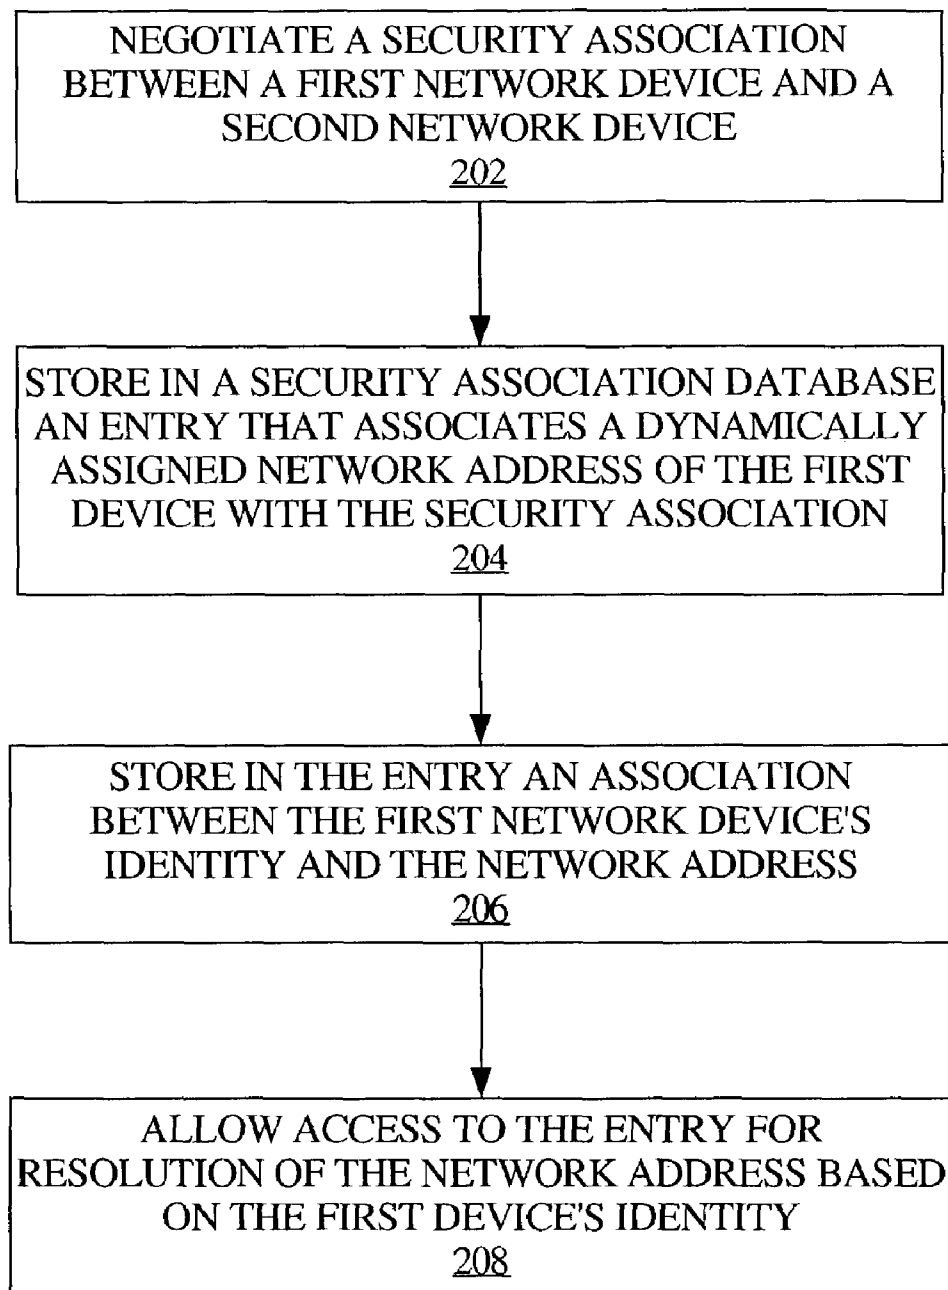 NEGOTIATE A SECURITY ASSOCIATION
BETWEEN A FIRST NETWORK DEVICE AND A
SECOND NETWORK DEVICE
202
STORE IN A SECURITY ASSOCIATION DATABASE
AN ENTRY THAT ASSOCIATES A DYNAMICALLY
ASSIGNED NETWORK ADDRESS OF THE FIRST
DEVICE WITH THE SECURITY ASSOCIATION
204
STORE IN THE ENTRY AN ASSOCIATION
BETWEEN THE FIRST NETWORK DEVICE'S
IDENTITY AND THE NETWORK ADDRESS
206
ALLOW ACCESS TO THE ENTRY FOR
RESOLUTION OF THE NETWORK ADDRESS BASED
ON THE FIRST DEVICE'S IDENTITY
208